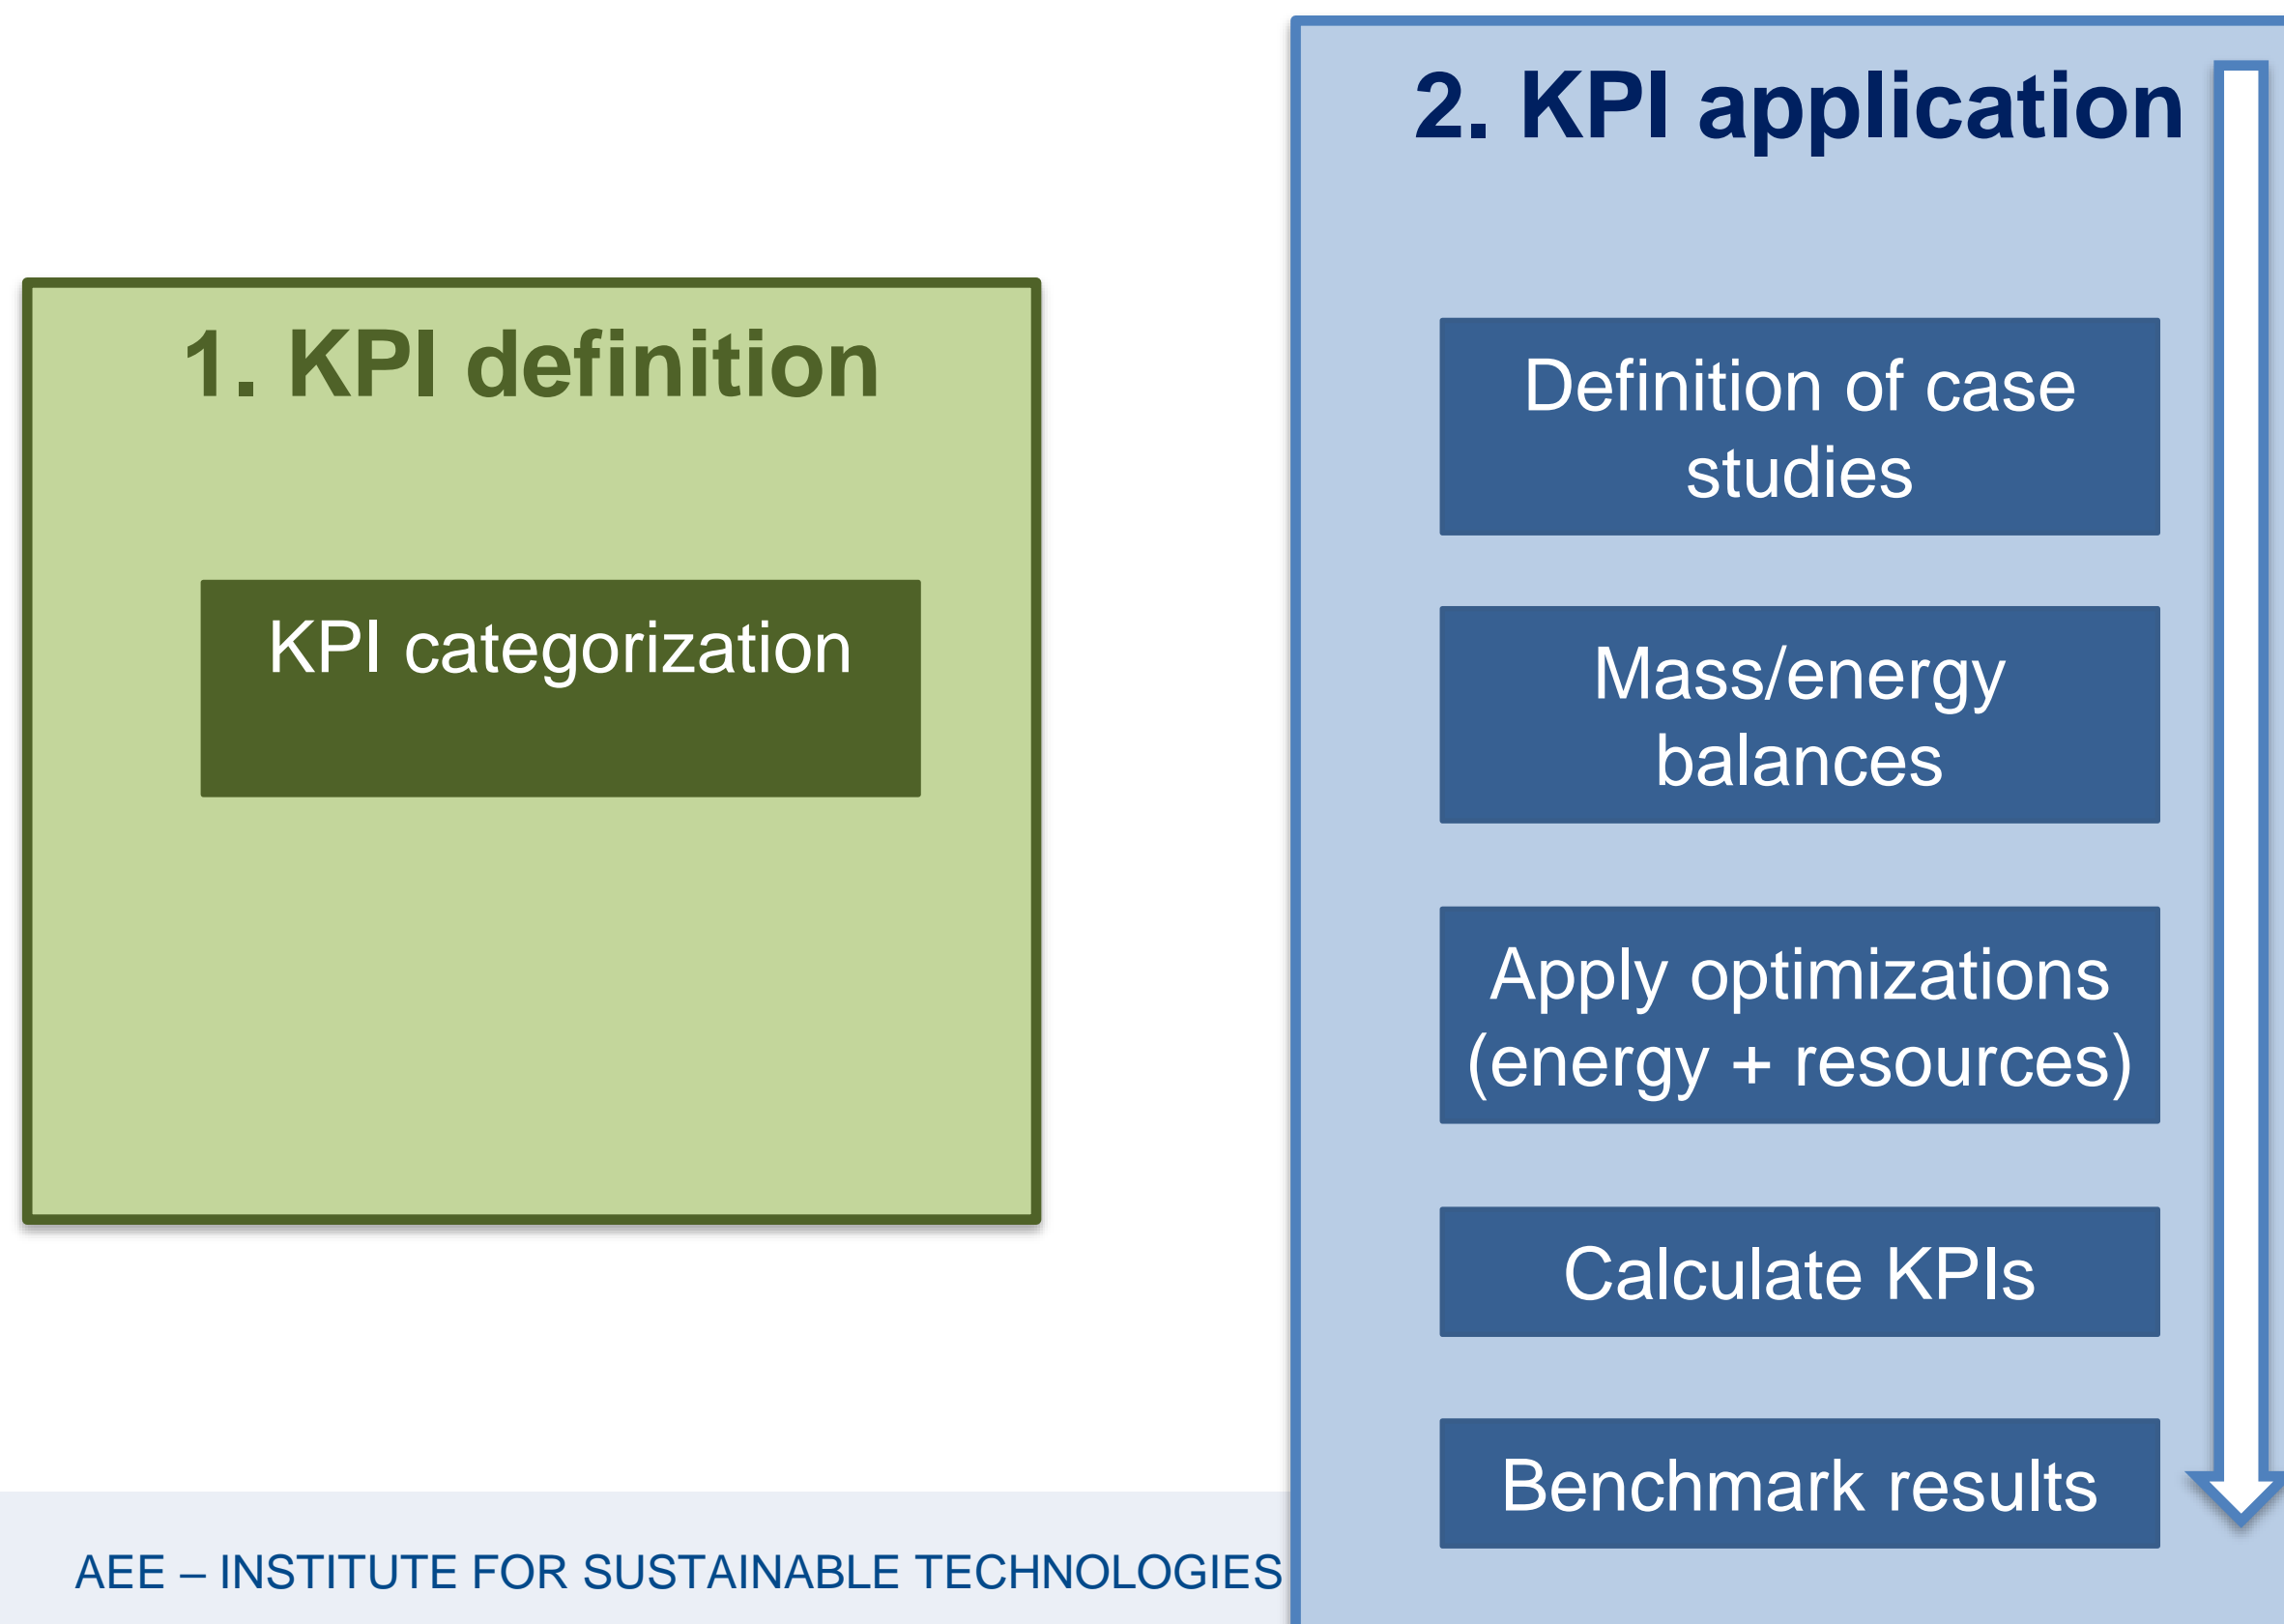 1. KPI definition
KPI categorization
2. KPI application
Definition of case
studies
Mass/energy
balances
Apply optimizations
(energy + resources)
Calculate KPIs
Benchmark results
AEE – INSTITUTE FOR SUSTAINABLE TECHNOLOGIES